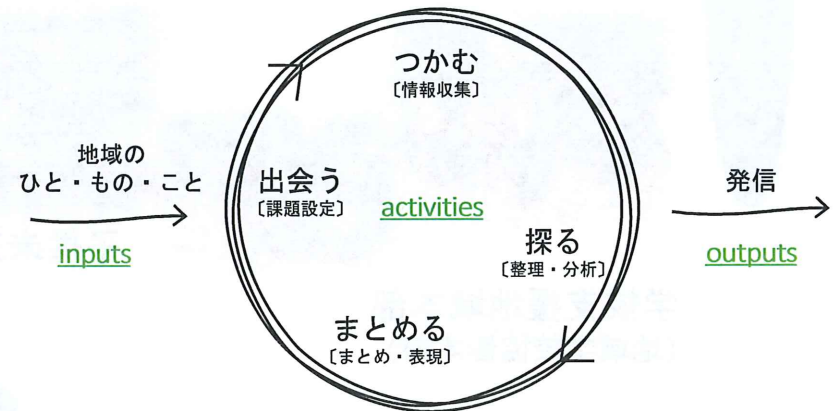 つかむ
〔情報収集〕
地域の
ひと・もの・こと
inputs
出会う
〔課題設定〕
activities
探る
〔整理・分析〕
発信
outputs
まとめる
〔まとめ・表現〕